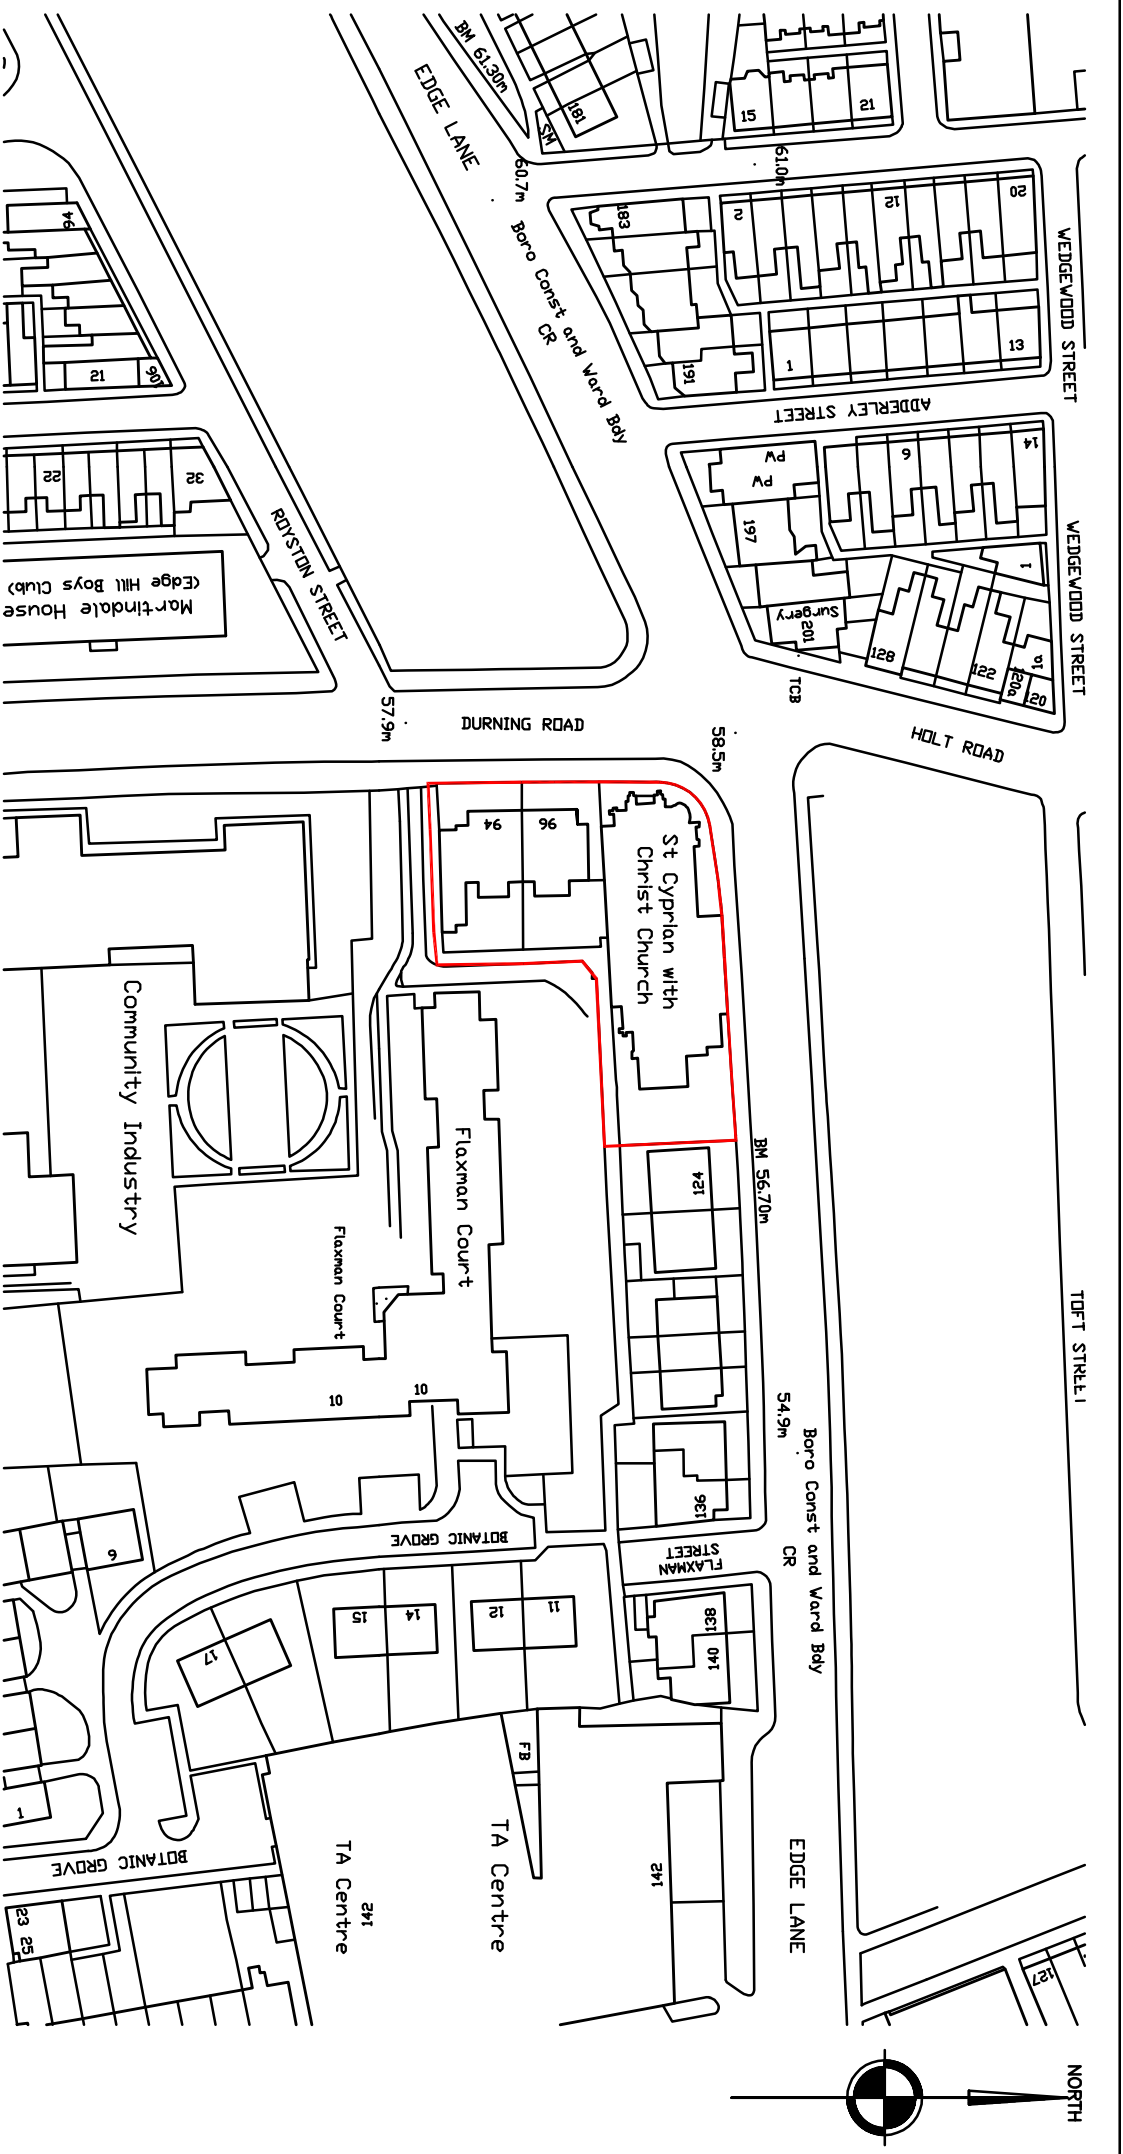 BM 61.30m
EDGE LANE
SM
181
15
21
61.0m
60.7m
Boro Const and Ward Bdy
CR
183
191
2
12
20
1
13
WEDGEWOOD STREET
ADDERLEY STREET
PW
PW
197
Surgery
201
6
14
1
WEDGEWOOD STREET
128
122
120a
1a
120
TCB
HOLT ROAD
94
21
106
22
32
ROYSTON STREET
Martindale House
(Edge Hill Boys Club)
57.9m
DURNING ROAD
58.5m
94
96
St Cyprian with
Christ Church
Community Industry
Flaxman Court
Flaxman Court
10
10
BM 56.70m
124
136
54.9m
Boro Const and Ward Bdy
CR
TOFT STREET
BOTANIC GROVE
FLAXMAN
STREET
138
140
6
17
15
14
12
11
FB
1
BOTANIC GROVE
TA Centre
TA Centre
142
142
EDGE LANE
23
25
127
NORTH